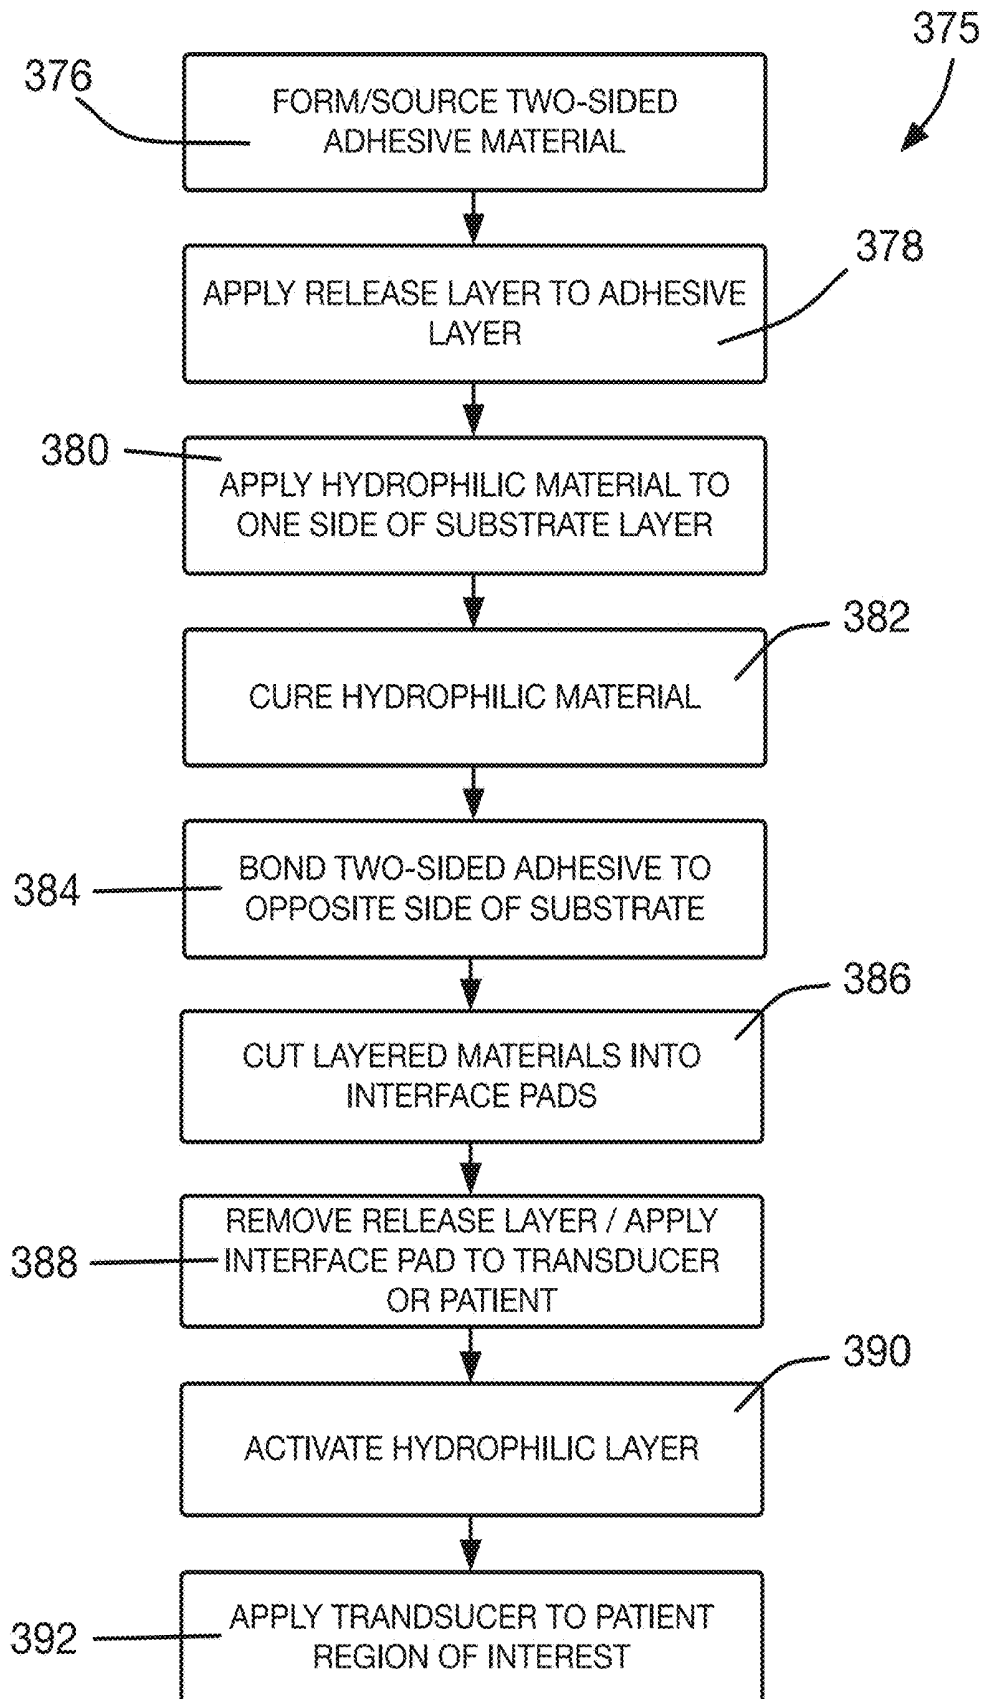 375
376
FORM/SOURCE TWO-SIDED
ADHESIVE MATERIAL
378
APPLY RELEASE LAYER TO ADHESIVE
LAYER
380
APPLY HYDROPHILIC MATERIAL TO
ONE SIDE OF SUBSTRATE LAYER
382
CURE HYDROPHILIC MATERIAL
384
BOND TWO-SIDED ADHESIVE TO
OPPOSITE SIDE OF SUBSTRATE
386
CUT LAYERED MATERIALS INTO
INTERFACE PADS
388
REMOVE RELEASE LAYER / APPLY
INTERFACE PAD TO TRANSDUCER
OR PATIENT
390
ACTIVATE HYDROPHILIC LAYER
392
APPLY TRANDSUCER TO PATIENT
REGION OF INTEREST